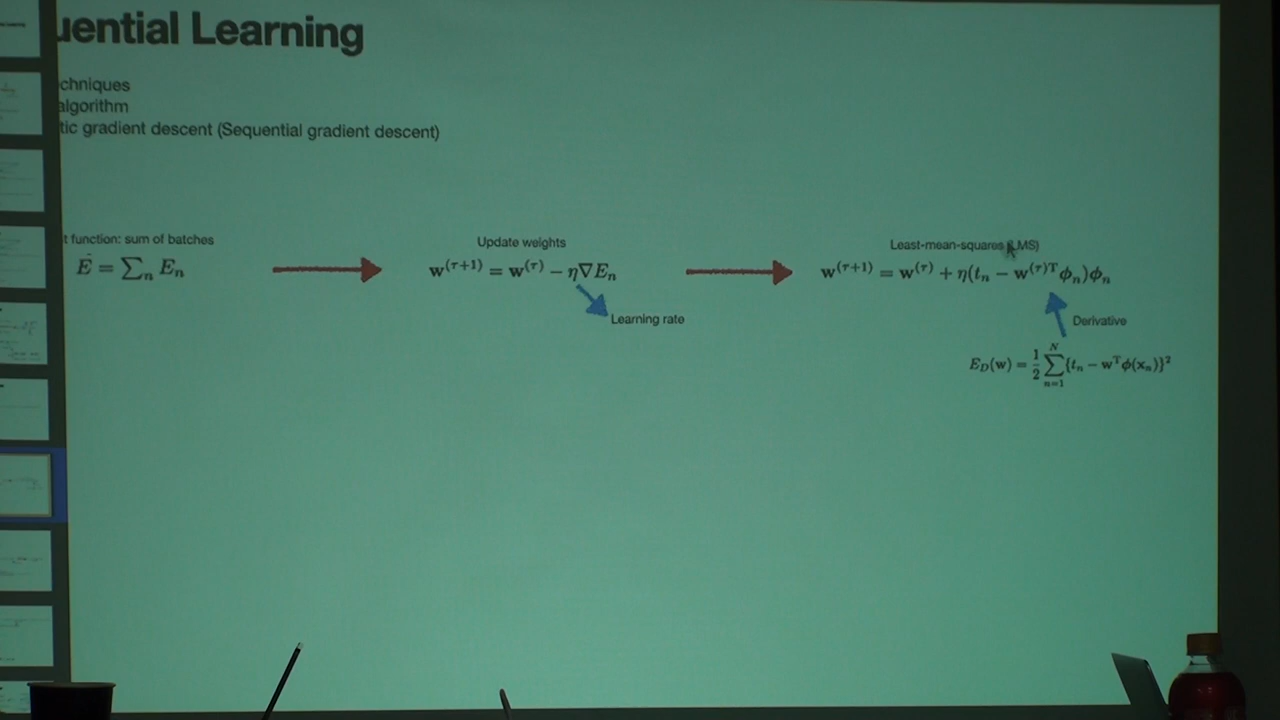 uential Learning
chniques
algorithm
tic gradient descent (Sequential gradient descent)
t function: sum of batches
E = ∑ₙ Eₙ
Update weights
w⁽τ⁺¹⁾ = w⁽τ⁾ − η∇Eₙ
Learning rate
Least-mean-squares (LMS)
w⁽τ⁺¹⁾ = w⁽τ⁾ + η(tₙ − w⁽τ⁾ᵀϕₙ)ϕₙ
Derivative
E_D(w) = 1/2 ∑_{n=1}^{N} {tₙ − wᵀϕ(xₙ)}²